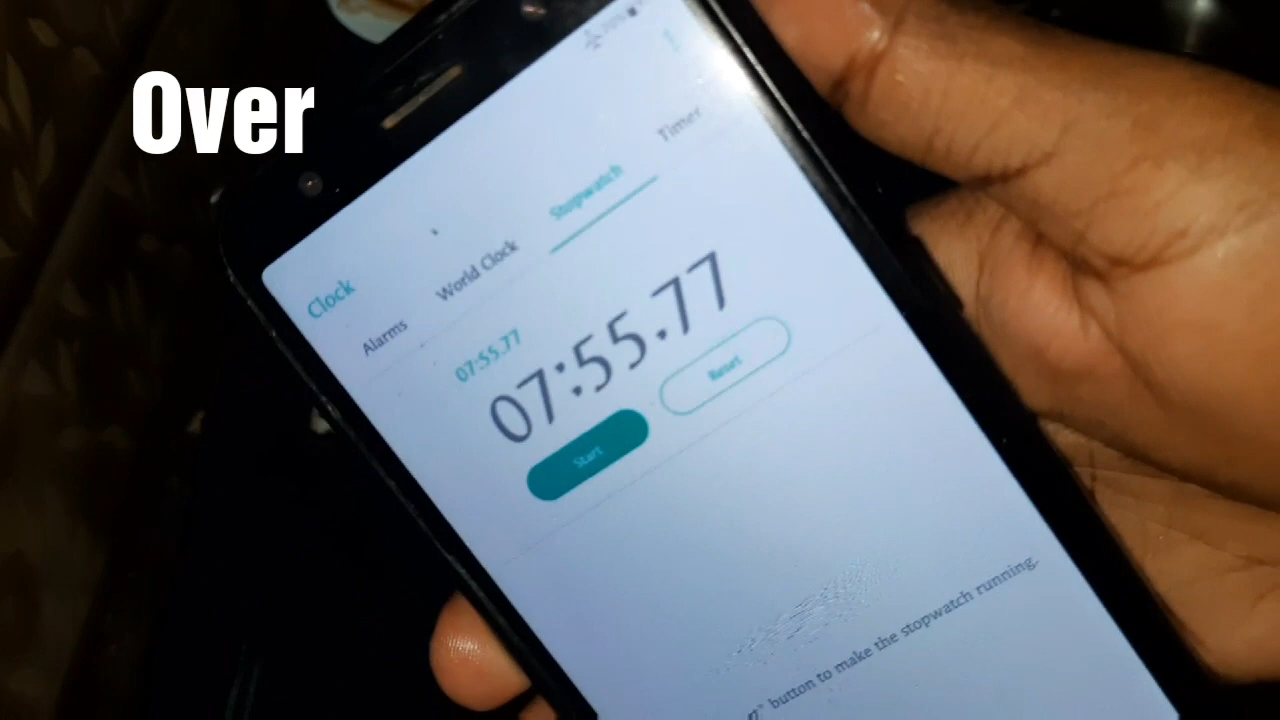 Over
Clock
Alarms World Clock Stopwatch Timer
07:55.77
07:55.77
Start Reset
button to make the stopwatch running.